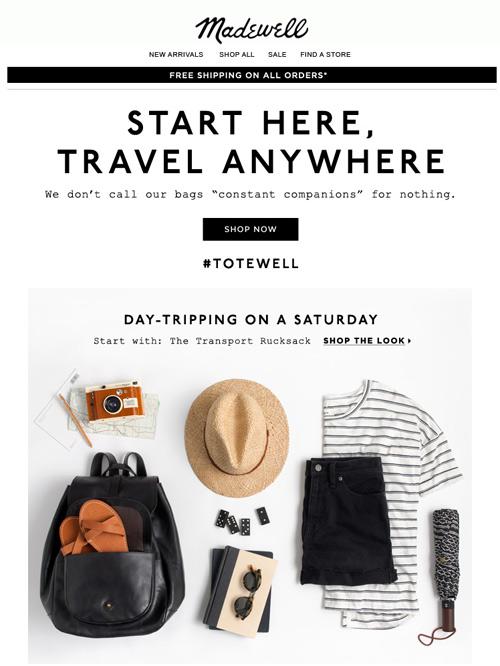 Madewell
NEW ARRIVALS SHOP ALL SALE FIND A STORE
FREE SHIPPING ON ALL ORDERS*
START HERE,
TRAVEL ANYWHERE
We don't call our bags “constant companions” for nothing.
SHOP NOW
#TOTEWELL
DAY-TRIPPING ON A SATURDAY
Start with: The Transport Rucksack SHOP THE LOOK